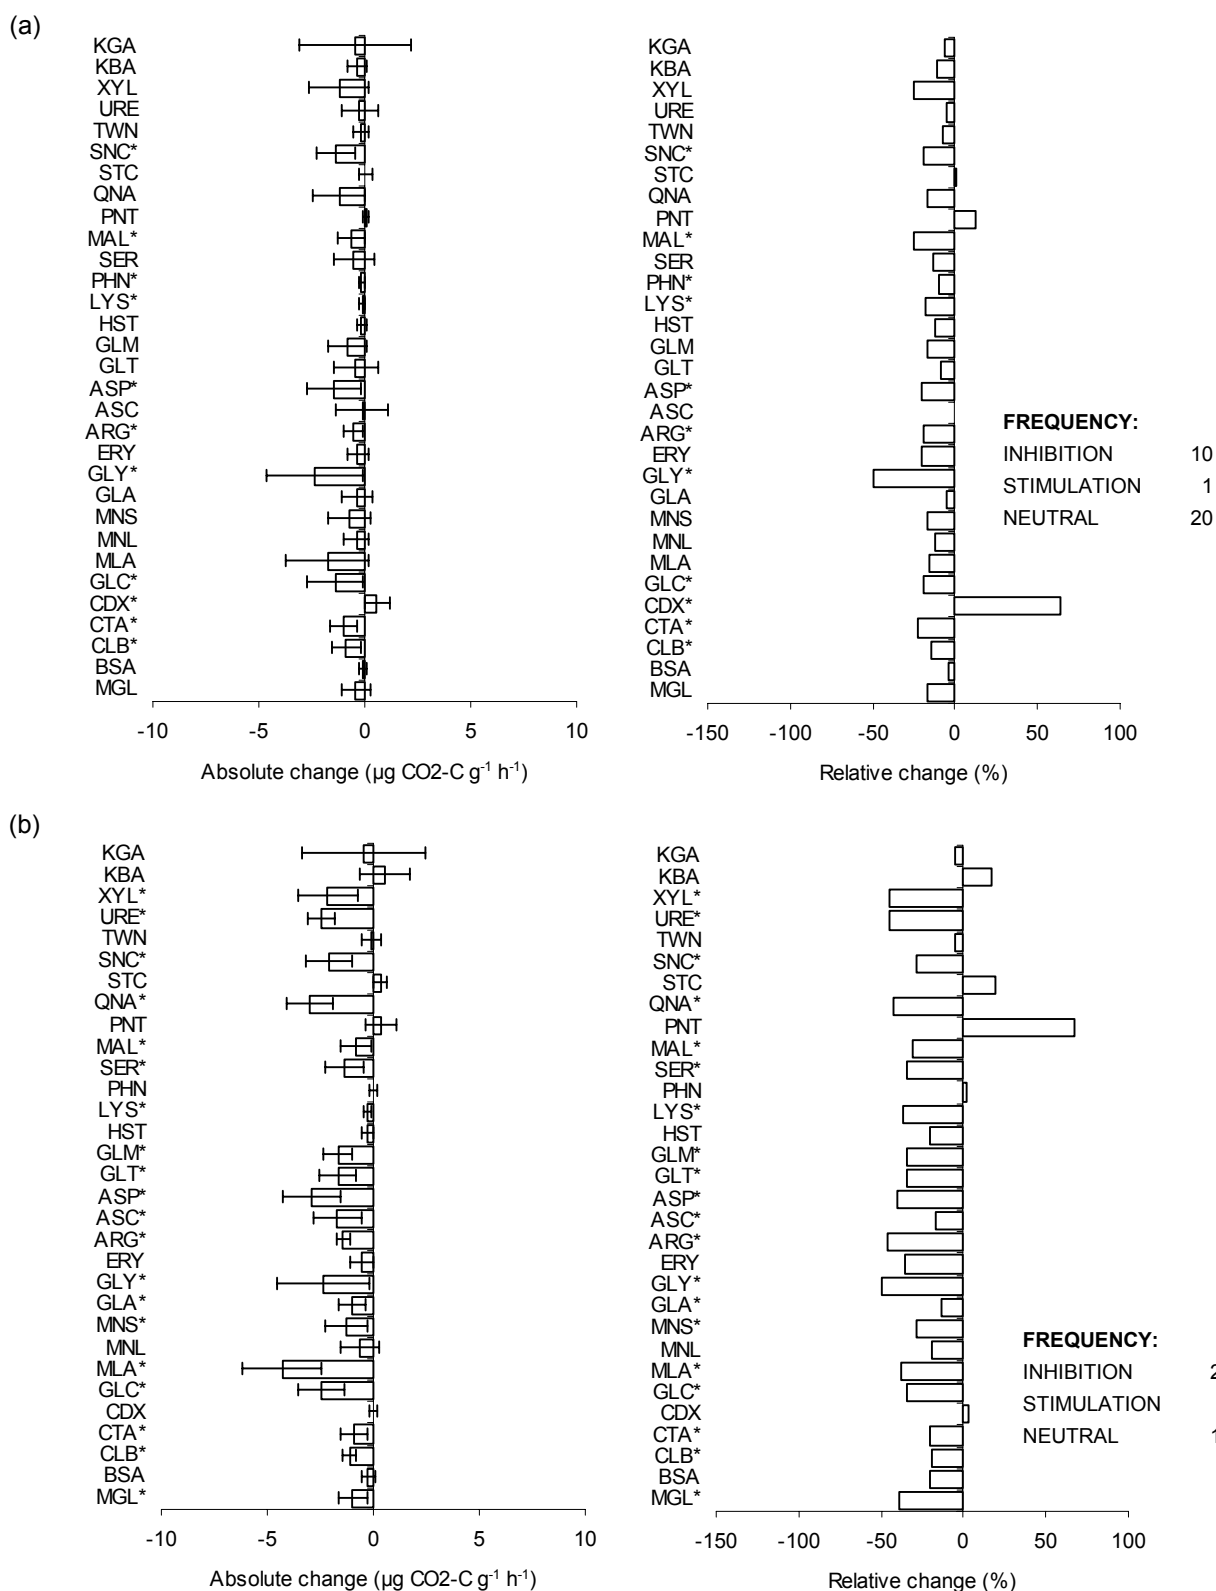 (a)
KGA KGA
KBA KBA
XYL XYL
URE URE
TWN TWN
SNC* SNC*
STC STC
QNA QNA
PNT PNT
MAL* MAL*
SER SER
PHN* PHN*
LYS* LYS*
HST HST
GLM GLM
GLT GLT
ASP* ASP*
ASC ASC
ARG* ARG*
ERY ERY
GLY* GLY*
GLA GLA
MNS MNS
MNL MNL
MLA MLA
GLC* GLC*
CDX* CDX*
CTA* CTA*
CLB* CLB*
BSA BSA
MGL MGL
FREQUENCY:
INHIBITION 10
STIMULATION 1
NEUTRAL 20
-10 -5 0 5 10
-150 -100 -50 0 50 100
Absolute change (µg CO2-C g⁻¹ h⁻¹)
Relative change (%)
(b)
KGA KGA
KBA KBA
XYL* XYL*
URE* URE*
TWN TWN
SNC* SNC*
STC STC
QNA* QNA*
PNT PNT
MAL* MAL*
SER* SER*
PHN PHN
LYS* LYS*
HST HST
GLM* GLM*
GLT* GLT*
ASP* ASP*
ASC* ASC*
ARG* ARG*
ERY ERY
GLY* GLY*
GLA* GLA*
MNS* MNS*
MNL MNL
MLA* MLA*
GLC* GLC*
CDX CDX
CTA* CTA*
CLB* CLB*
BSA BSA
MGL* MGL*
FREQUENCY:
INHIBITION 2
STIMULATION
NEUTRAL 1
-10 -5 0 5 10
-150 -100 -50 0 50 100
Absolute change (µg CO2-C g⁻¹ h⁻¹)
Relative change (%)